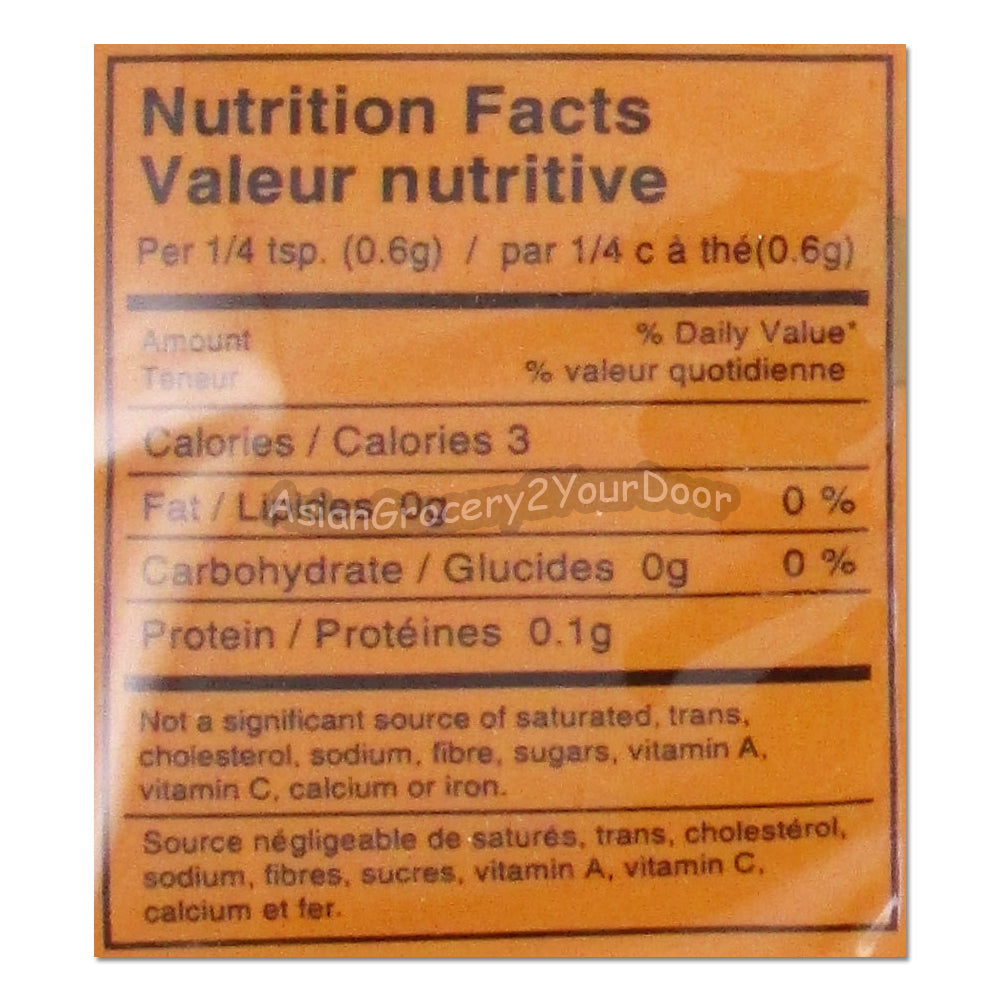 Nutrition Facts
Valeur nutritive
Per 1/4 tsp. (0.6g) / par 1/4 c à thé(0.6g)
Amount % Daily Value*
Teneur % valeur quotidienne
Calories / Calories 3
Fat / Lipides 0g 0 %
AsianGrocery2YourDoor
Carbohydrate / Glucides 0g 0 %
Protein / Protéines 0.1g
Not a significant source of saturated, trans,
cholesterol, sodium, fibre, sugars, vitamin A,
vitamin C, calcium or iron.
Source négligeable de saturés, trans, cholestérol,
sodium, fibres, sucres, vitamin A, vitamin C,
calcium et fer.